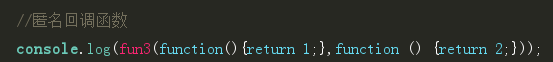 //匿名回调函数
console.log(fun3(function(){return 1;},function () {return 2;}));